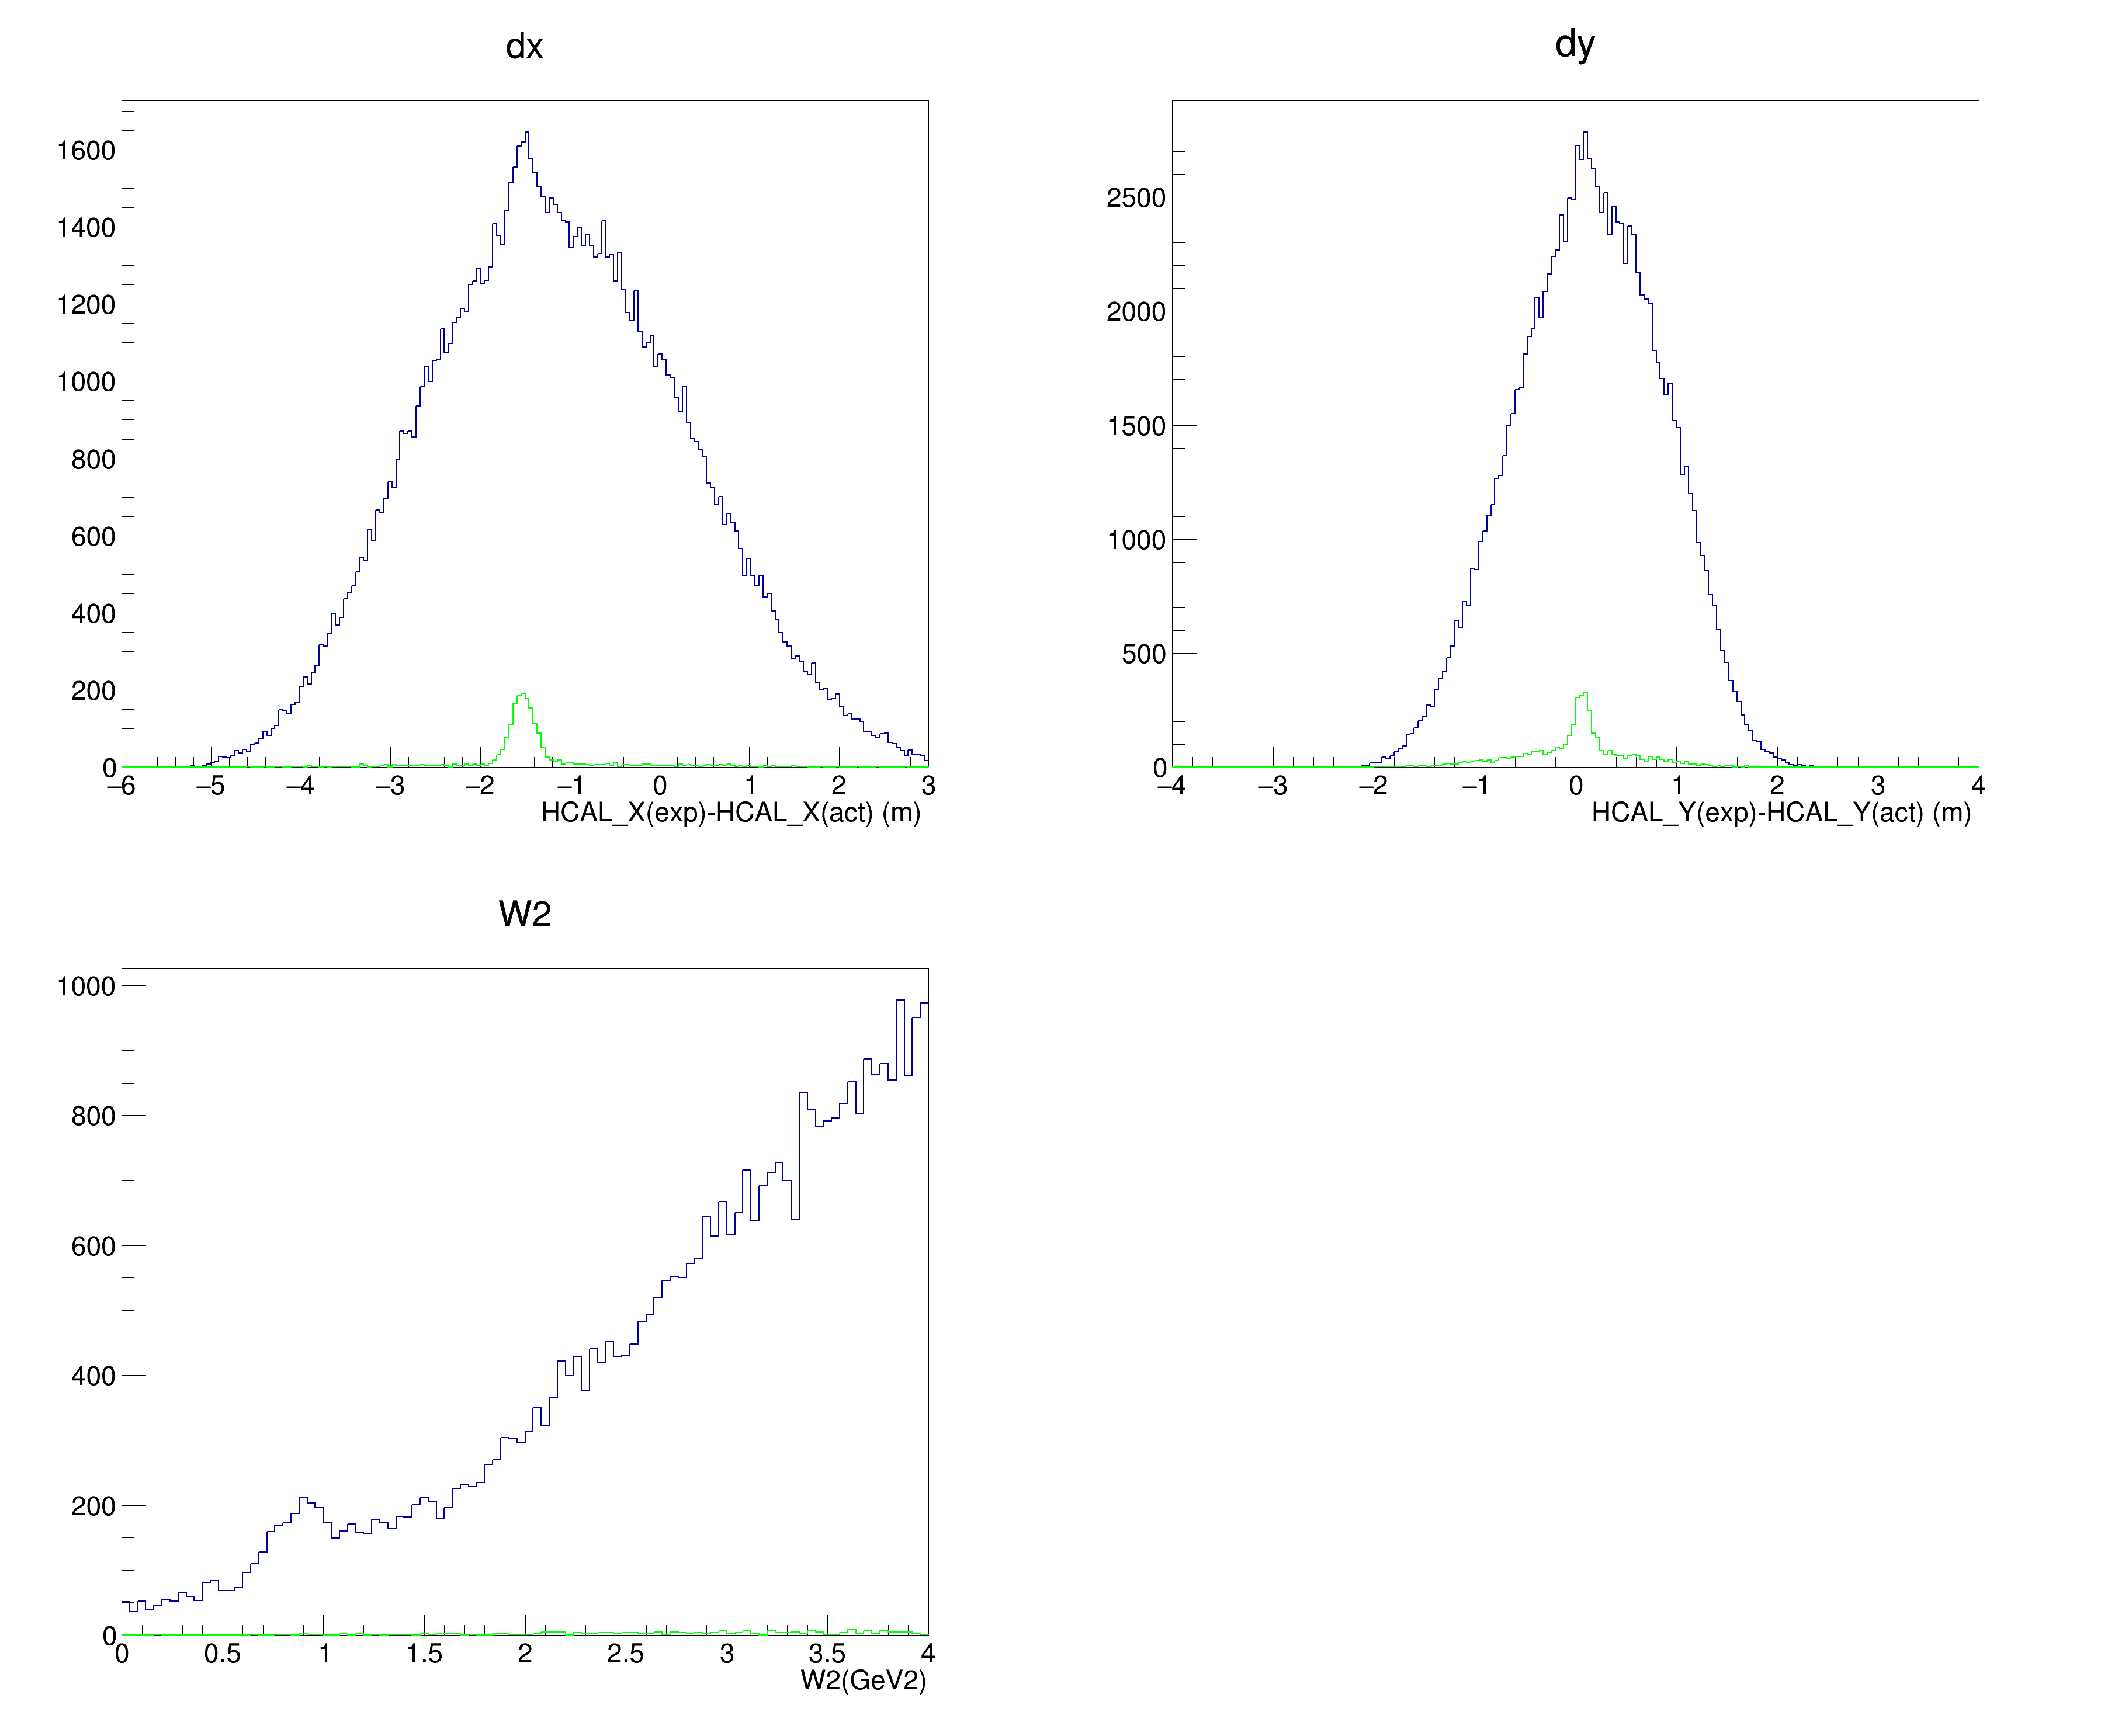 dx
1600
1400
1200
1000
800
600
400
200
0
−6 −5 −4 −3 −2 −1 0 1 2 3
HCAL_X(exp)-HCAL_X(act) (m)
dy
2500
2000
1500
1000
500
0
−4 −3 −2 −1 0 1 2 3 4
HCAL_Y(exp)-HCAL_Y(act) (m)
W2
1000
800
600
400
200
0
0 0.5 1 1.5 2 2.5 3 3.5 4
W2(GeV2)